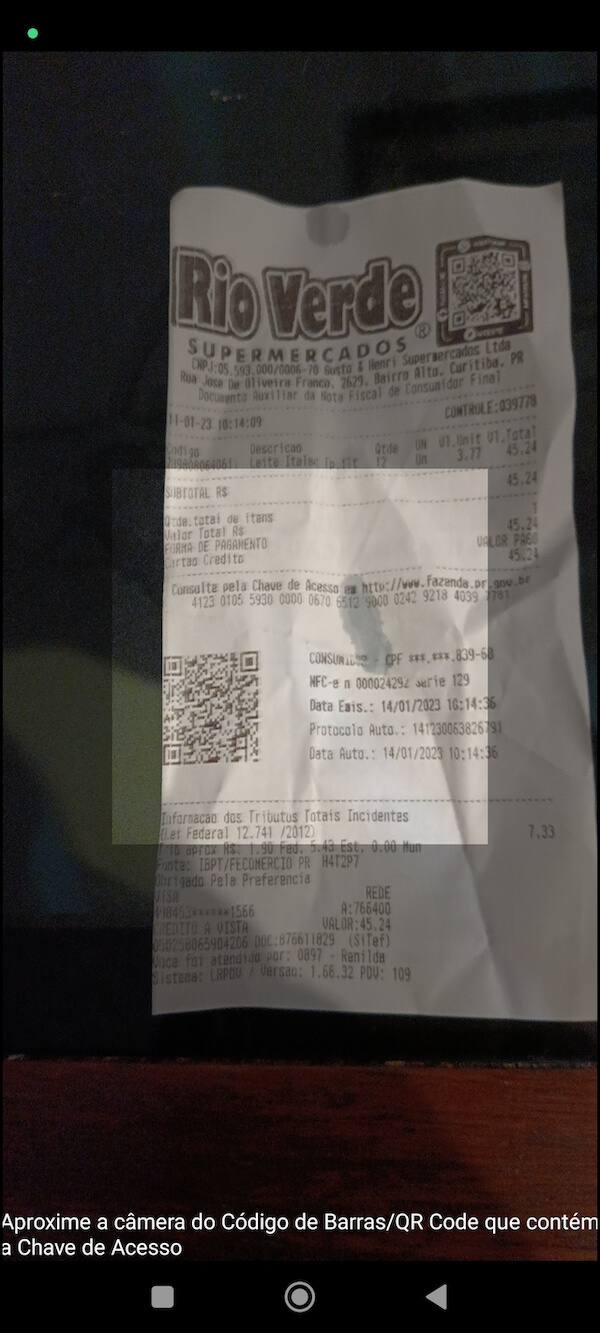 Rio Verde
SUPERMERCADOS ®
CNPJ:05.593.000/0006-70 Gusto & Henri Supermercados Ltda
Rua Jose De Oliveira Franco, 2629, Bairro Alto, Curitiba, PR
Documento Auxiliar da Nota Fiscal de Consumidor Final
CONTROLE:039778
-01-23 10:14:09
Codigo Descricao Qtde UN Vl.Unit Vl.Total
Leite Italac Tp.1lt 12 Un 3.77 45.24
SUBTOTAL R$ 45.24
Qtde.total de itens 1
Valor Total R$ 45.24
FORMA DE PAGAMENTO VALOR PAGO
Cartao Credito 45.24
Consulte pela Chave de Acesso em http://www.fazenda.pr.gov.br
4123 0105 5930 0000 0670 6512 9000 0242 9218 4039 7781
CONSUMIDOR - CPF ***.***.839-68
NFC-e n 000024292 serie 129
Data Emis.: 14/01/2023 10:14:36
Protocolo Auto.: 141230063826791
Data Auto.: 14/01/2023 10:14:36
Informacao dos Tributos Totais Incidentes
(Lei Federal 12.741 /2012) 7,33
aprox R$: 1.90 Fed, 5.43 Est, 0.00 Mun
Fonte: IBPT/FECOMERCIO PR H4T2P7
Obrigado Pela Preferencia
VISA REDE
******1566 A:766400
CREDITO A VISTA VALOR:45.24
DOC:876611829 (SiTef)
Voce foi atendido por: 0897 - Renilda
Sistema: LRPDV / Versao: 1.66.32 PDV: 109
Aproxime a câmera do Código de Barras/QR Code que contém
a Chave de Acesso